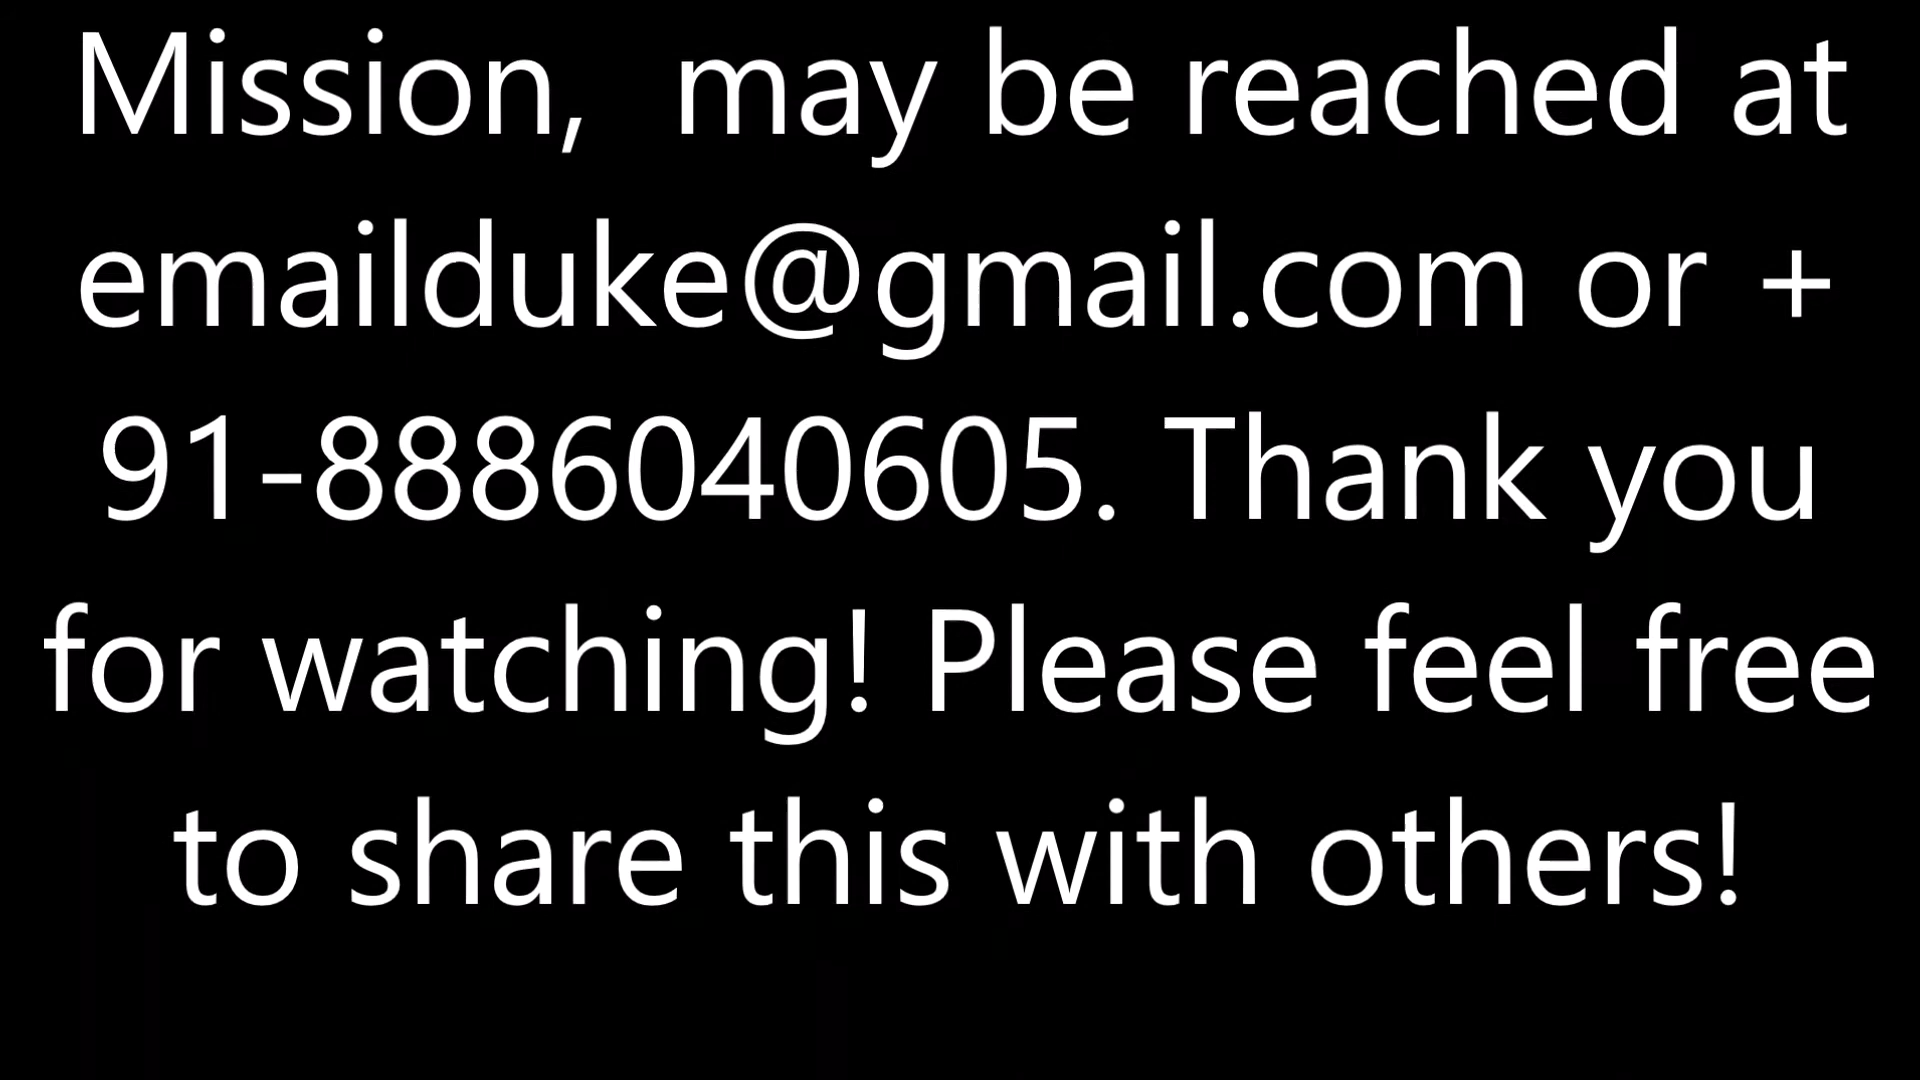 Mission,  may be reached at
emailduke@gmail.com or +
91-8886040605. Thank you
for watching! Please feel free
to share this with others!